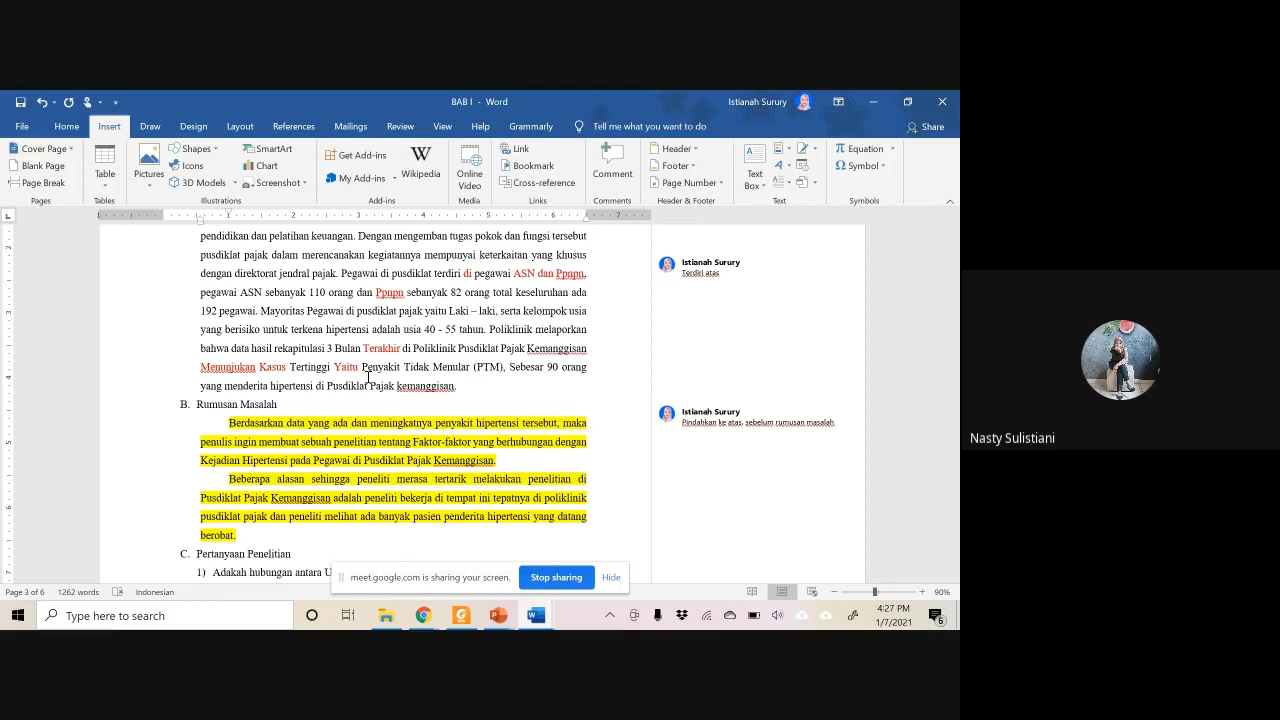 BAB I - Word
Istianah Surury
File Home Insert Draw Design Layout References Mailings Review View Help Grammarly Tell me what you want to do Share
Cover Page
Blank Page
Page Break
Pages
Table
Tables
Pictures
Shapes
Icons
3D Models
SmartArt
Chart
Screenshot
Illustrations
Get Add-ins
My Add-ins
Wikipedia
Add-ins
Online
Video
Media
Link
Bookmark
Cross-reference
Links
Comment
Comments
Header
Footer
Page Number
Header & Footer
Text
Box
Text
Equation
Symbol
Symbols
1 1 2 3 4 5 6 7
pendidikan dan pelatihan keuangan. Dengan mengemban tugas pokok dan fungsi tersebut
pusdiklat pajak dalam merencanakan kegiatannya mempunyai keterkaitan yang khusus
dengan direktorat jendral pajak. Pegawai di pusdiklat terdiri di pegawai ASN dan Ppnpn,
pegawai ASN sebanyak 110 orang dan Ppnpn sebanyak 82 orang total keseluruhan ada
192 pegawai. Mayoritas Pegawai di pusdiklat pajak yaitu Laki – laki, serta kelompok usia
yang berisiko untuk terkena hipertensi adalah usia 40 - 55 tahun. Poliklinik melaporkan
bahwa data hasil rekapitulasi 3 Bulan Terakhir di Poliklinik Pusdiklat Pajak Kemanggisan
Menunjukan Kasus Tertinggi Yaitu Penyakit Tidak Menular (PTM), Sebesar 90 orang
yang menderita hipertensi di Pusdiklat Pajak kemanggisan.
B. Rumusan Masalah
Berdasarkan data yang ada dan meningkatnya penyakit hipertensi tersebut, maka
penulis ingin membuat sebuah penelitian tentang Faktor-faktor yang berhubungan dengan
Kejadian Hipertensi pada Pegawai di Pusdiklat Pajak Kemanggisan.
Beberapa alasan sehingga peneliti merasa tertarik melakukan penelitian di
Pusdiklat Pajak Kemanggisan adalah peneliti bekerja di tempat ini tepatnya di poliklinik
pusdiklat pajak dan peneliti melihat ada banyak pasien penderita hipertensi yang datang
berobat.
C. Pertanyaan Penelitian
1) Adakah hubungan antara U
Istianah Surury
Terdiri atas
Istianah Surury
Pindahkan ke atas, sebelum rumusan masalah
meet.google.com is sharing your screen. Stop sharing Hide
Page 3 of 6 1262 words Indonesian 90%
Type here to search
4:27 PM
1/7/2021
6
Nasty Sulistiani